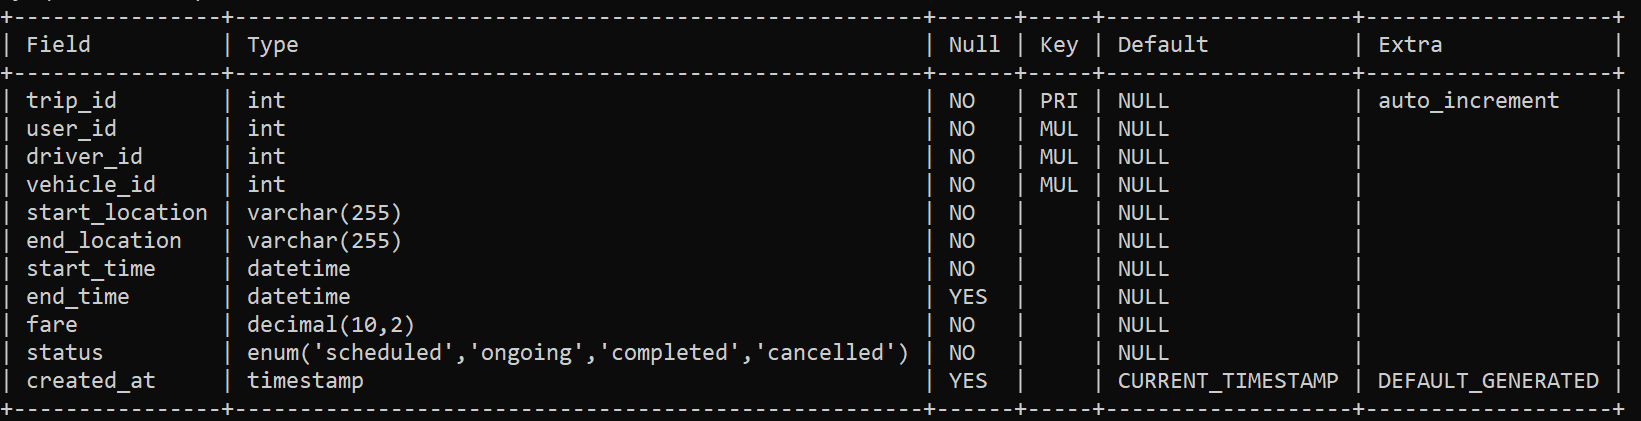 +----------------+-----------------------------------------------------+------+-----+-------------------+-------------------+
| Field          | Type                                                | Null | Key | Default           | Extra             |
+----------------+-----------------------------------------------------+------+-----+-------------------+-------------------+
| trip_id        | int                                                 | NO   | PRI | NULL              | auto_increment    |
| user_id        | int                                                 | NO   | MUL | NULL              |                   |
| driver_id      | int                                                 | NO   | MUL | NULL              |                   |
| vehicle_id     | int                                                 | NO   | MUL | NULL              |                   |
| start_location | varchar(255)                                        | NO   |     | NULL              |                   |
| end_location   | varchar(255)                                        | NO   |     | NULL              |                   |
| start_time     | datetime                                            | NO   |     | NULL              |                   |
| end_time       | datetime                                            | YES  |     | NULL              |                   |
| fare           | decimal(10,2)                                       | NO   |     | NULL              |                   |
| status         | enum('scheduled','ongoing','completed','cancelled') | NO   |     | NULL              |                   |
| created_at     | timestamp                                           | YES  |     | CURRENT_TIMESTAMP | DEFAULT_GENERATED |
+----------------+-----------------------------------------------------+------+-----+-------------------+-------------------+